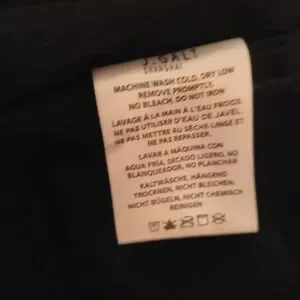 J.GALT
SHANGHAI
MACHINE WASH COLD, DRY LOW
REMOVE PROMPTLY,
NO BLEACH, DO NOT IRON
LAVAGE À LA MAIN À L'EAU FROIDE.
NE PAS UTILISER D'EAU DE JAVEL.
NE PAS METTRE AU SÈCHE-LINGE ET
NE PAS REPASSER.
LAVAR A MÁQUINA CON
AGUA FRÍA, SECADO LIGERO, NO
BLANQUEADOR, NO PLANCHAR
KALTWÄSCHE, HÄNGEND
TROCKNEN, NICHT BLEICHEN,
NICHT BÜGELN, NICHT CHEMISCH
REINIGEN